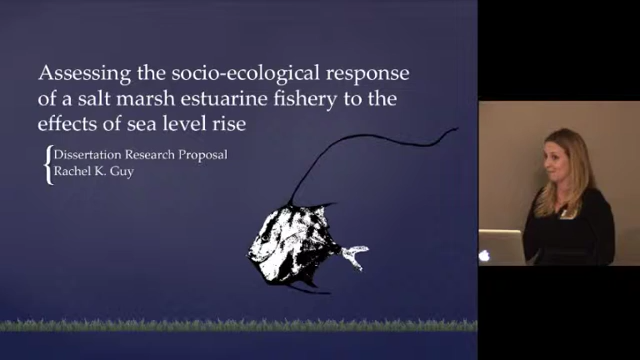 Assessing the socio-ecological response
of a salt marsh estuarine fishery to the
effects of sea level rise
Dissertation Research Proposal
Rachel K. Guy